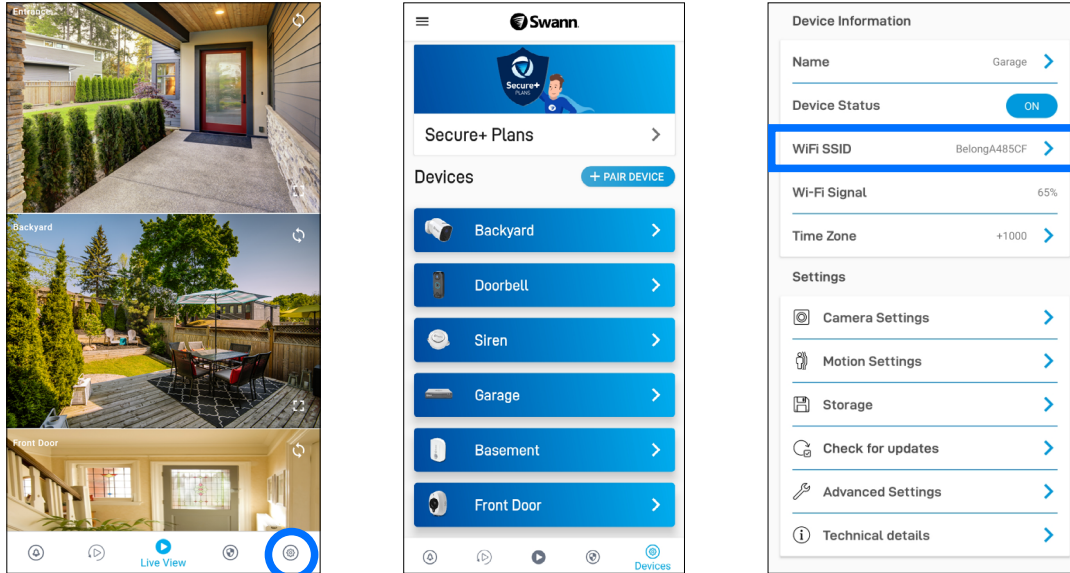 Entrance
Backyard
Front Door
Live View
Swann
Secure+
PLANS
Secure+ Plans
Devices
+ PAIR DEVICE
Backyard
Doorbell
Siren
Garage
Basement
Front Door
Devices
Device Information
Name Garage
Device Status ON
WiFi SSID BelongA485CF
Wi-Fi Signal 65%
Time Zone +1000
Settings
Camera Settings
Motion Settings
Storage
Check for updates
Advanced Settings
Technical details